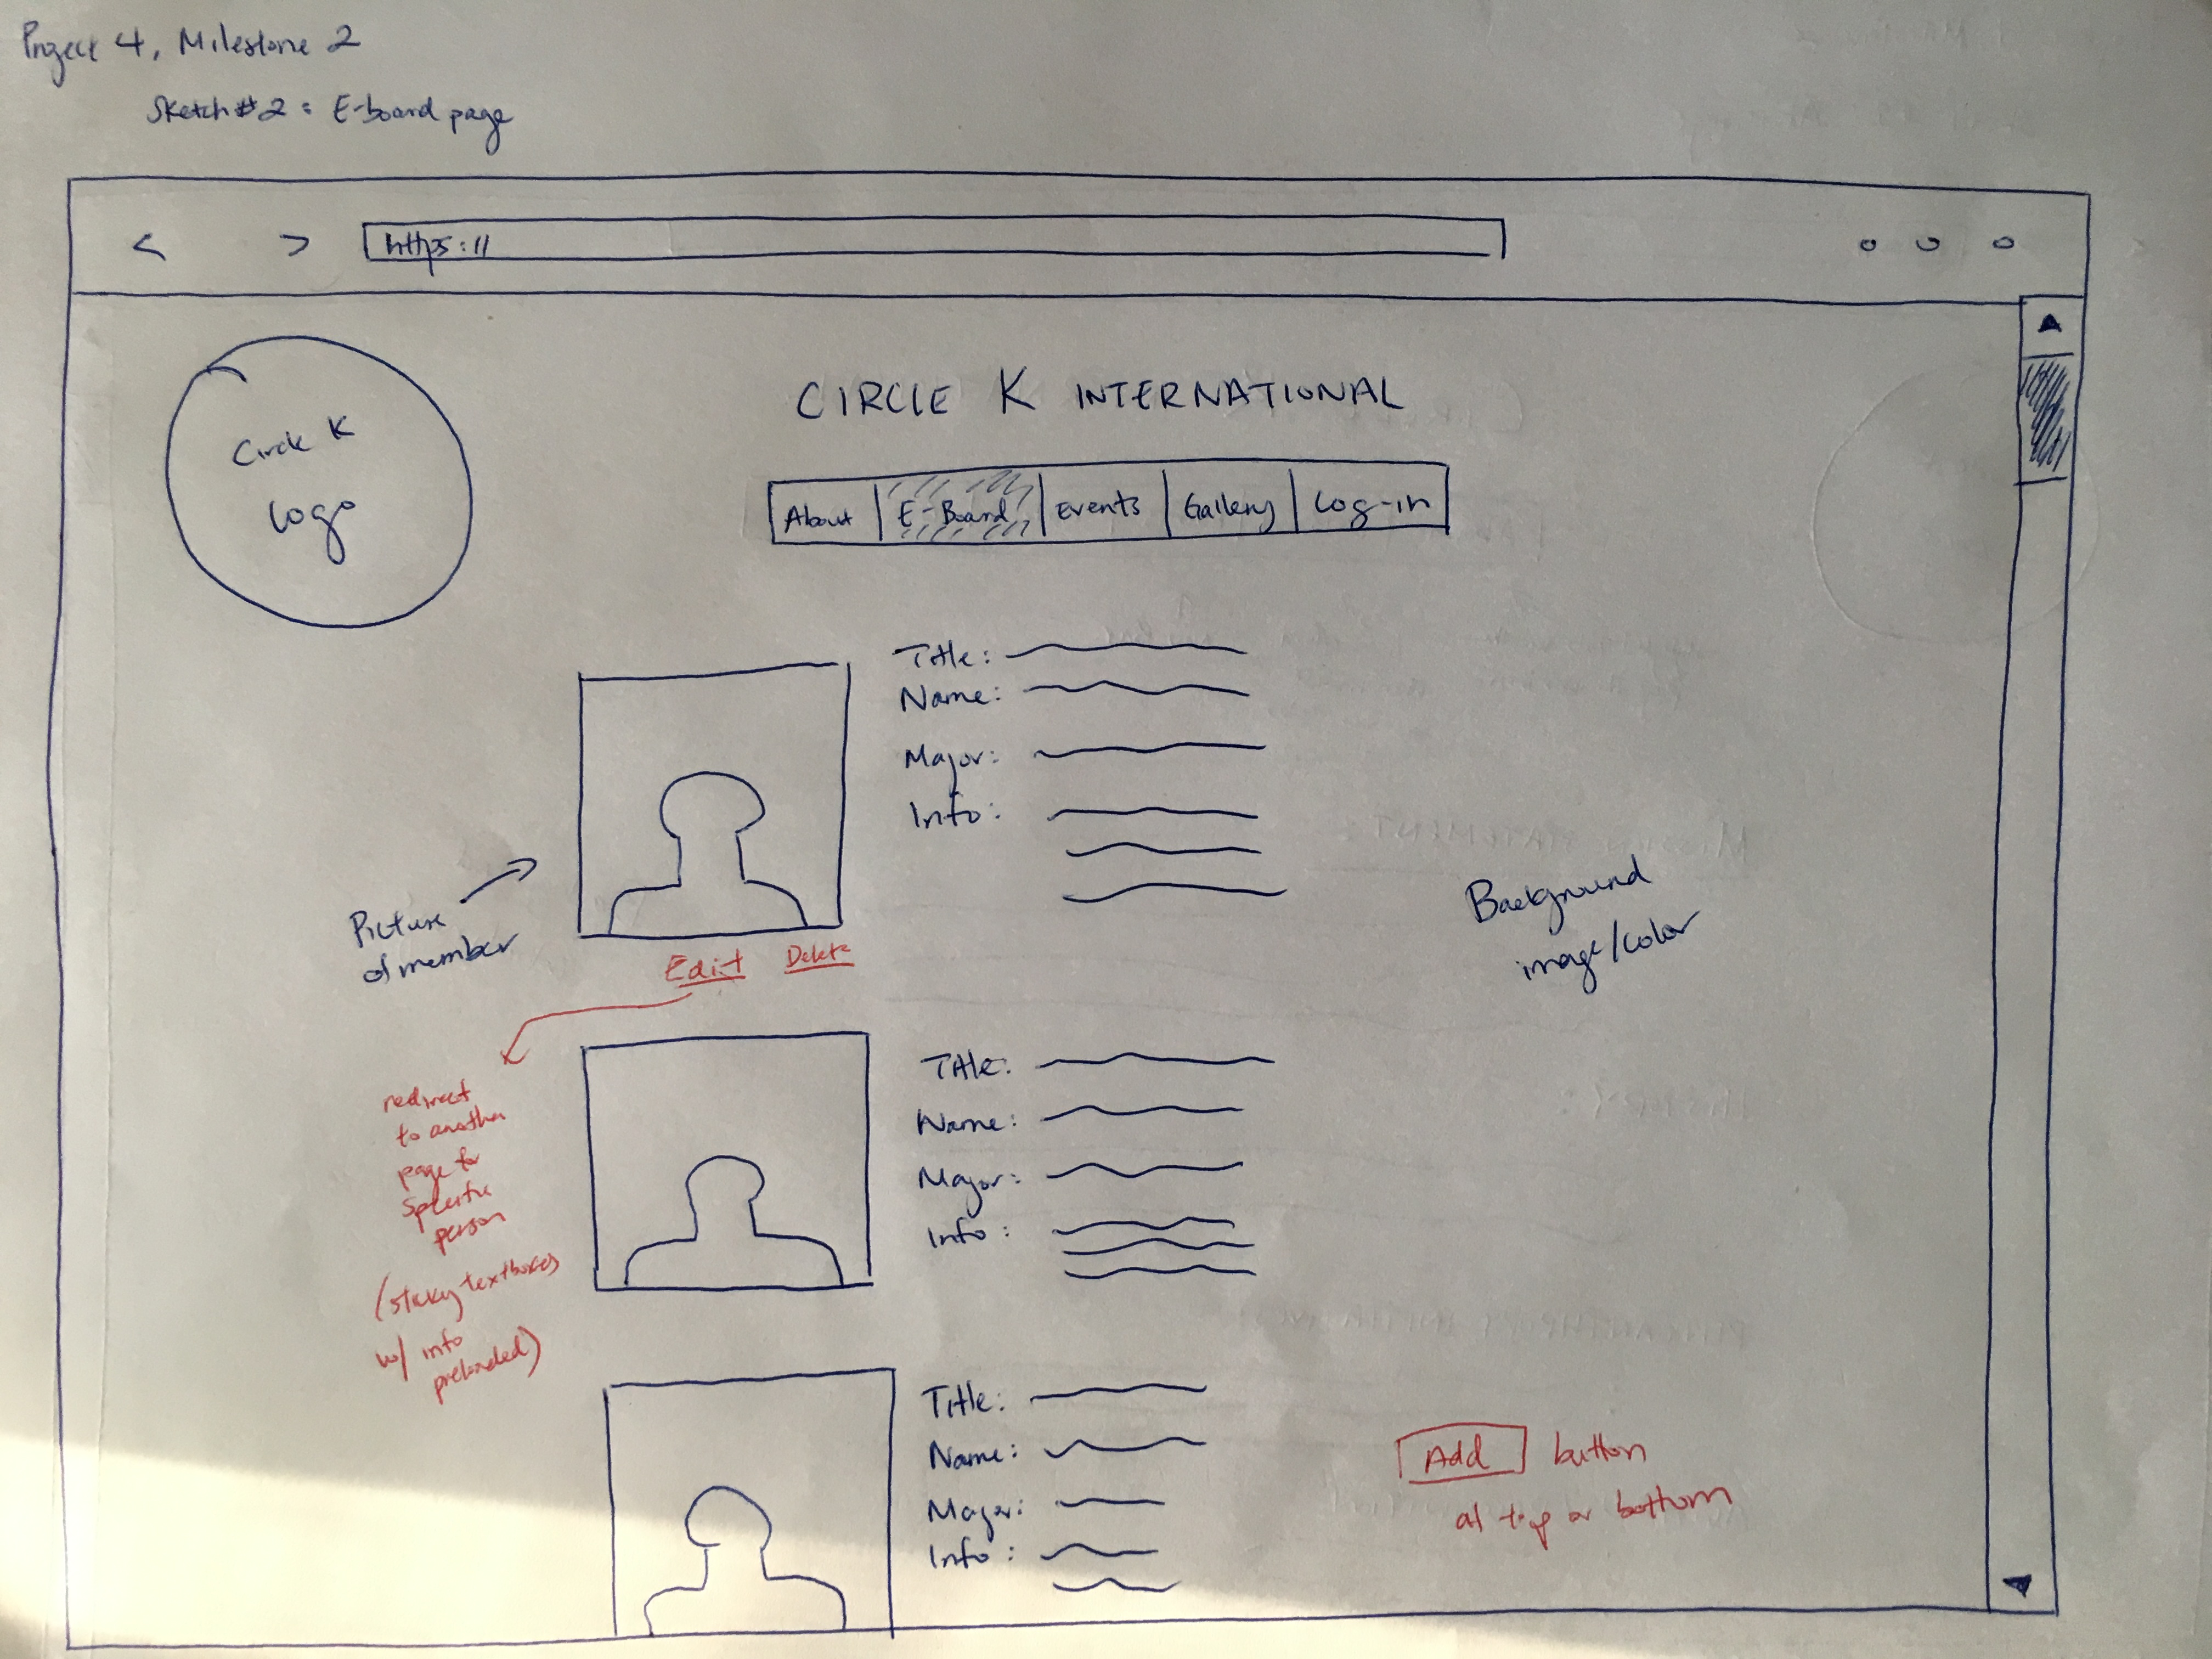 Project 4, Milestone 2
Sketch #2: E-board page
< >
https://
Circle K
Logo
CIRCLE K INTERNATIONAL
About | E-Board | events | Gallery | Log-in
Title:
Name:
Major:
Info:
Picture
of member
Edit Delete
redirect
to another
page for
specific
person
(sticky textboxes
w/ info
preloaded)
Background
image/color
Title:
Name:
Major:
Info:
Title:
Name:
Major:
Info:
Add button
at top or bottom